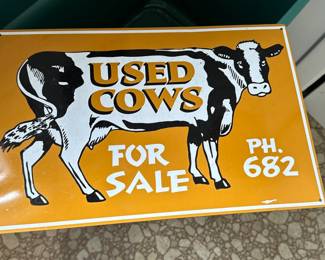 USED
COWS
FOR
SALE
PH.
682